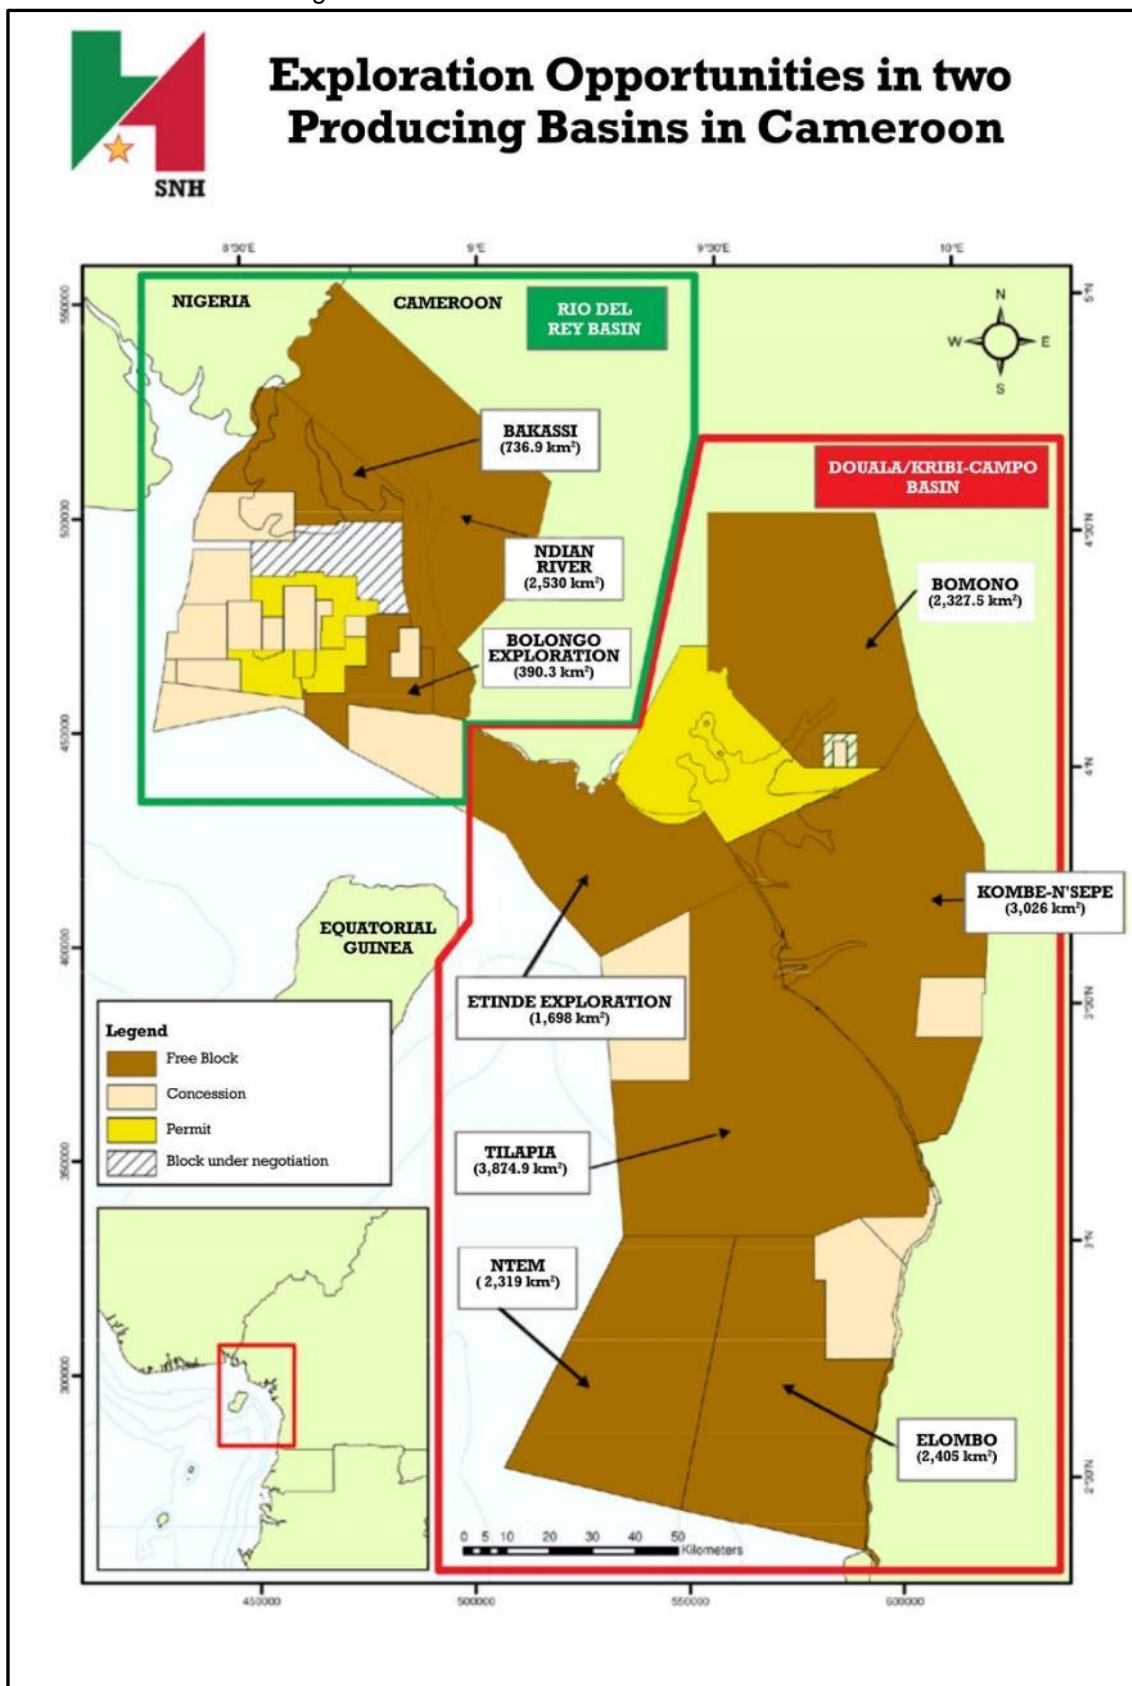 SNH
Exploration Opportunities in two
Producing Basins in Cameroon
8°30'E
9°E
9°30'E
10°E
NIGERIA
CAMEROON
RIO DEL
REY BASIN
N
W
E
S
5°N
550000
BAKASSI
(736.9 km²)
DOUALA/KRIBI-CAMPO
BASIN
500000
4°30'N
NDIAN
RIVER
(2,530 km²)
BOMONO
(2,327.5 km²)
BOLONGO
EXPLORATION
(390.3 km²)
450000
4°N
KOMBE-N'SEPE
(3,026 km²)
EQUATORIAL
GUINEA
400000
ETINDE EXPLORATION
(1,698 km²)
3°30'N
Legend
Free Block
Concession
Permit
Block under negotiation
TILAPIA
(3,874.9 km²)
350000
3°N
NTEM
( 2,319 km²)
300000
ELOMBO
(2,405 km²)
2°30'N
0 5 10 20 30 40 50
Kilometers
450000
500000
550000
600000